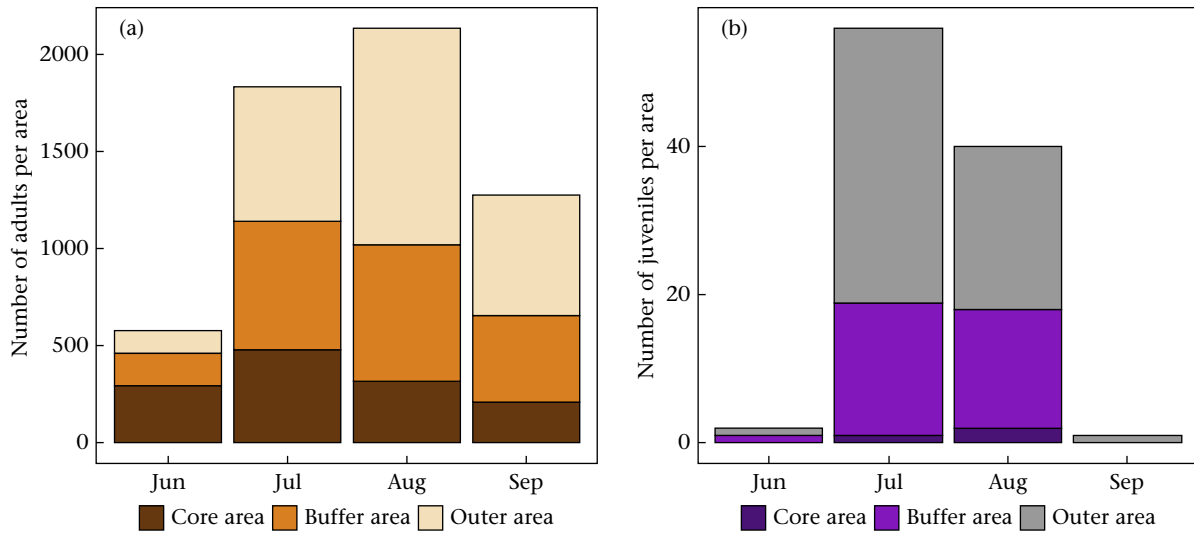 (a)
Number of adults per area
2000
1500
1000
500
0
Jun Jul Aug Sep
Core area Buffer area Outer area
(b)
Number of juveniles per area
40
20
0
Jun Jul Aug Sep
Core area Buffer area Outer area